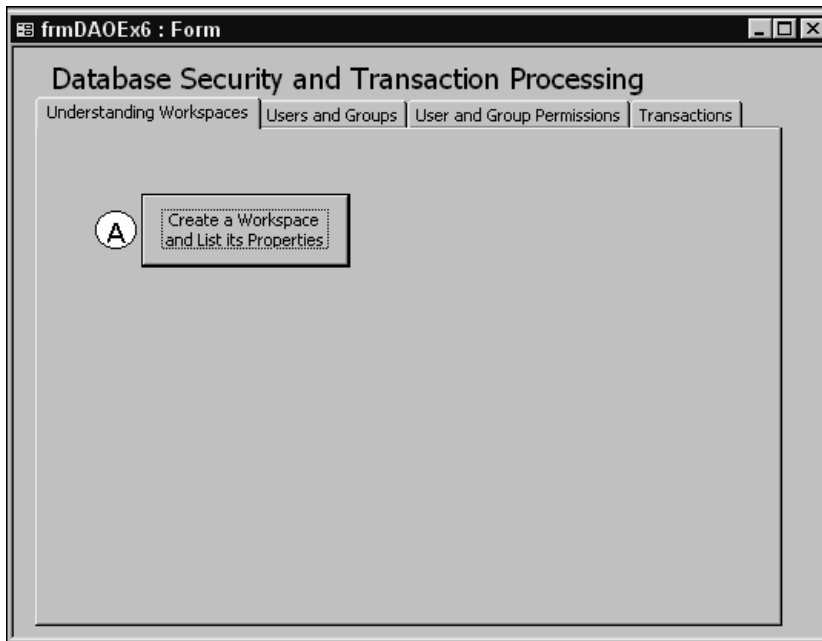 frmDAOEx6 : Form
Database Security and Transaction Processing
Understanding Workspaces Users and Groups User and Group Permissions Transactions
A Create a Workspace
and List its Properties